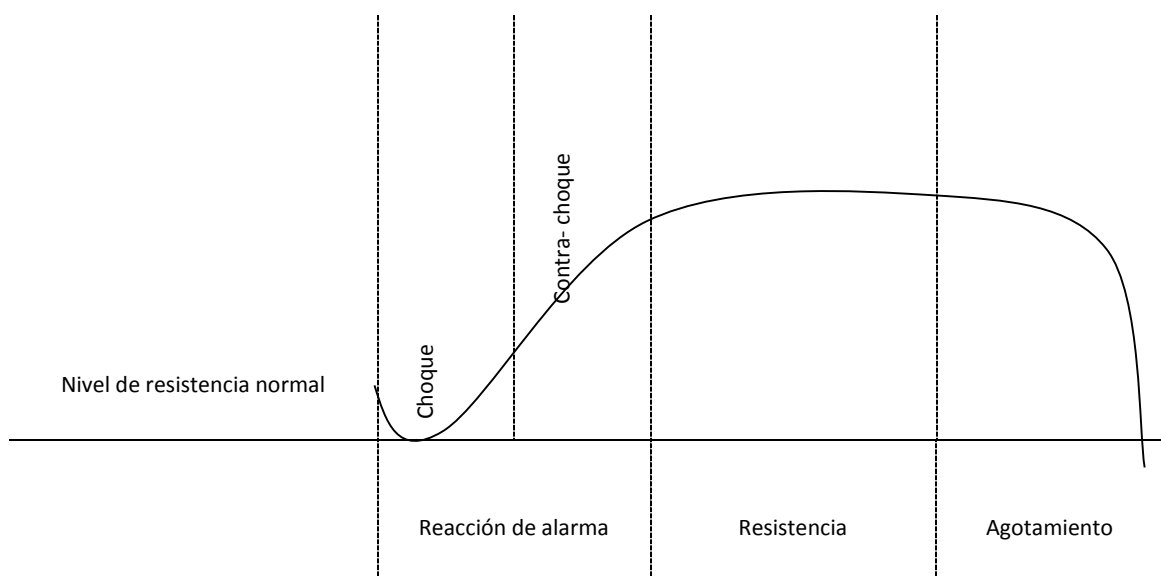 Contra- choque
Choque
Nivel de resistencia normal
Reacción de alarma
Resistencia
Agotamiento